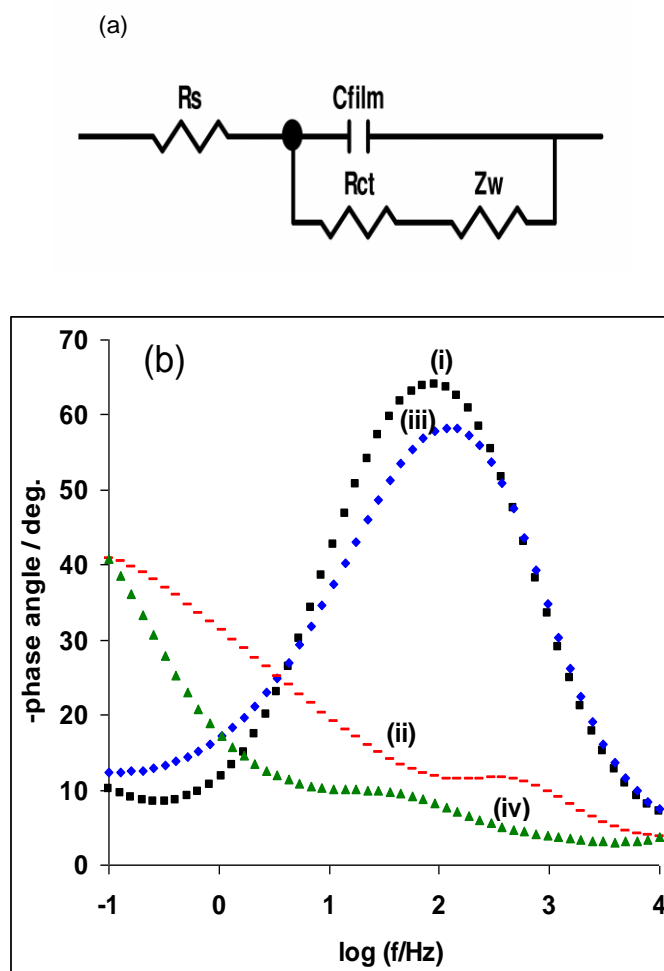 (a)
Rs
Cfilm
Rct
Zw
(b)
70
60
50
40
30
20
10
0
-phase angle / deg.
(i)
(iii)
(ii)
(iv)
-1 0 1 2 3 4
log (f/Hz)